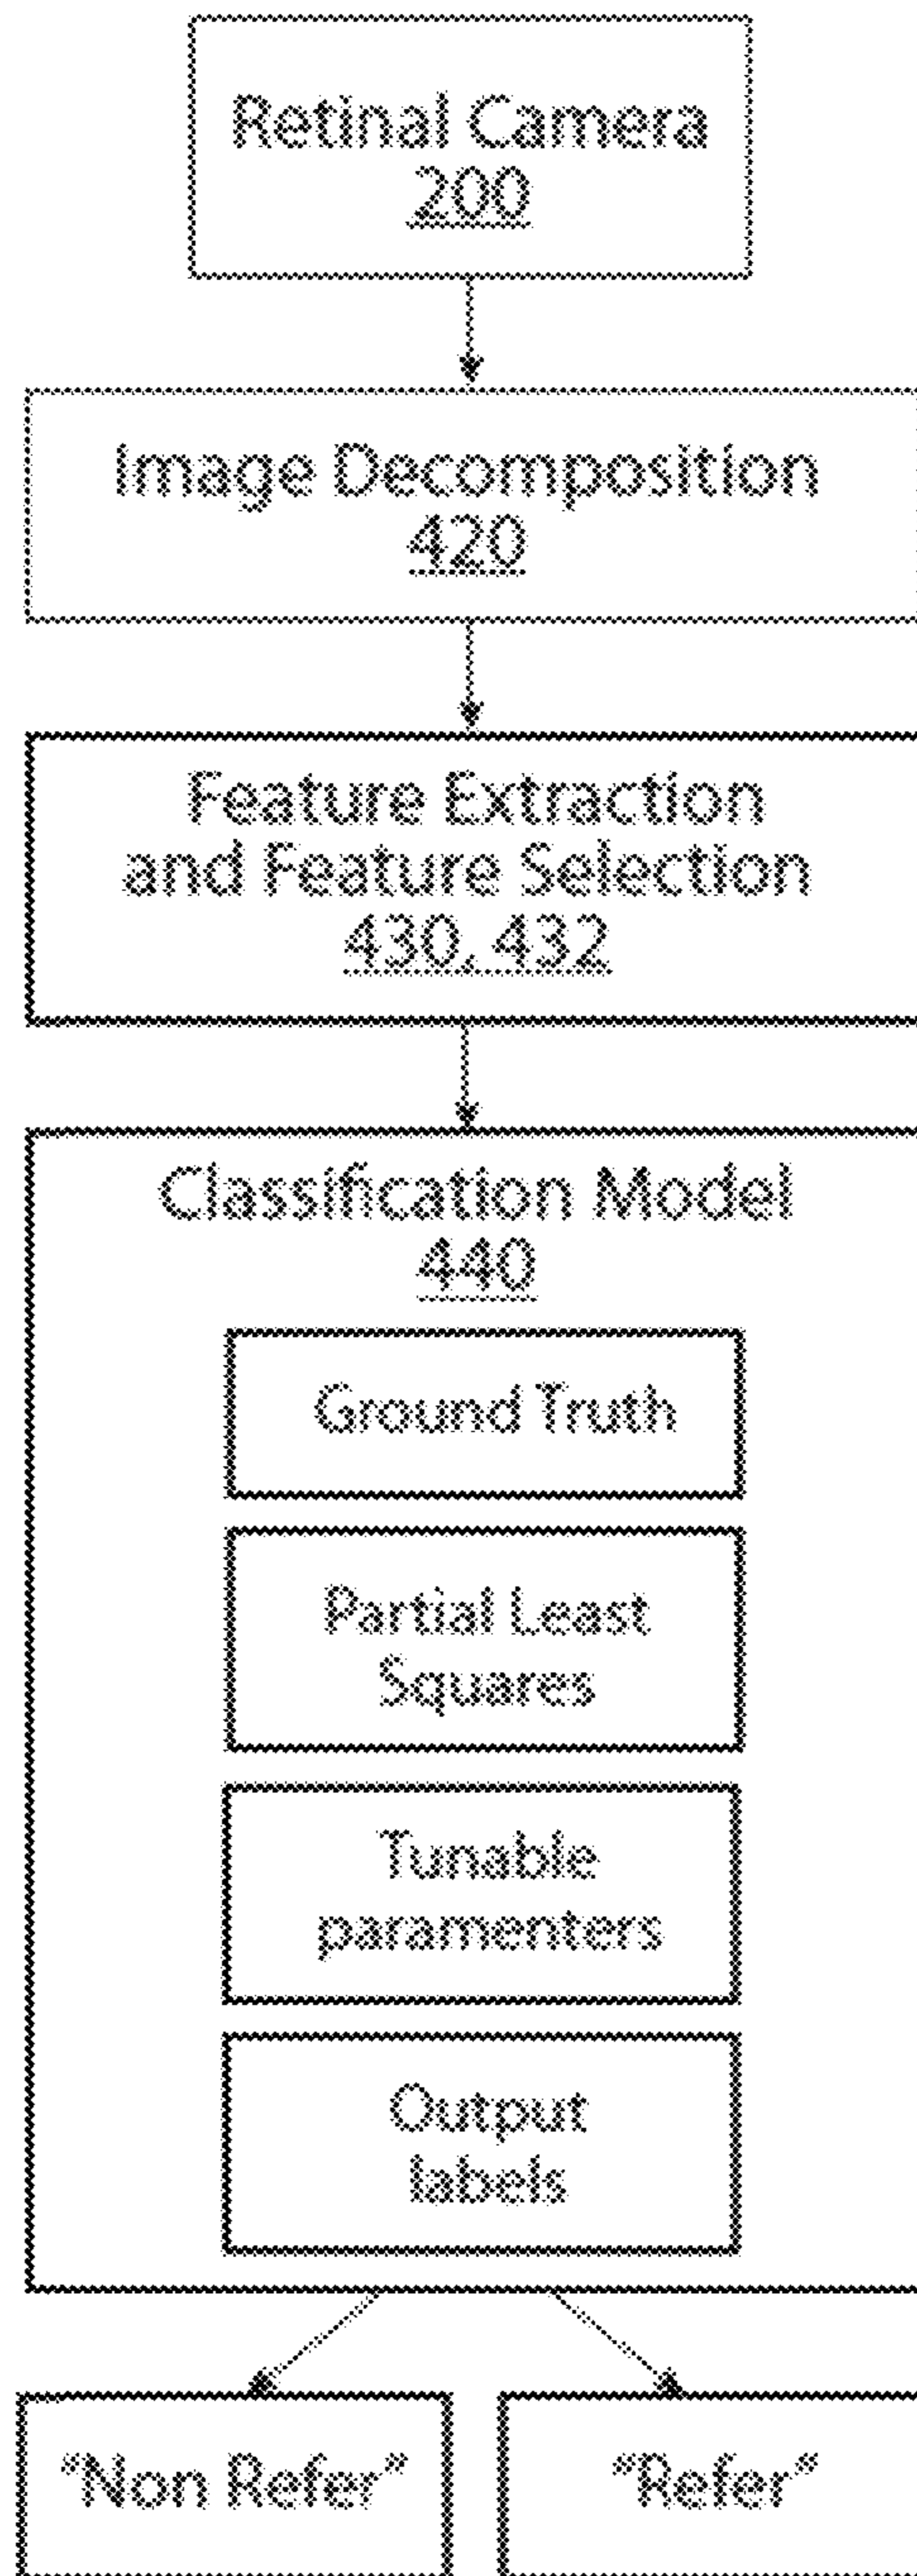 Retinal Camera
200
Image Decomposition
420
Feature Extraction
and Feature Selection
430, 432
Classification Model
440
Ground Truth
Partial Least
Squares
Tunable
paramenters
Output
labels
"Non Refer"
"Refer"